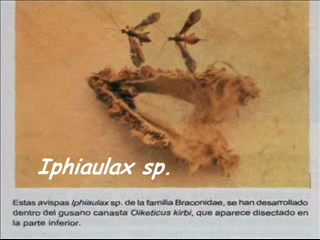 Iphiaulax sp.
Estas avispas Iphiaulax sp. de la familia Braconidae, se han desarrollado
dentro del gusano canasta Oiketicus kirbi, que aparece disectado en
la parte inferior.